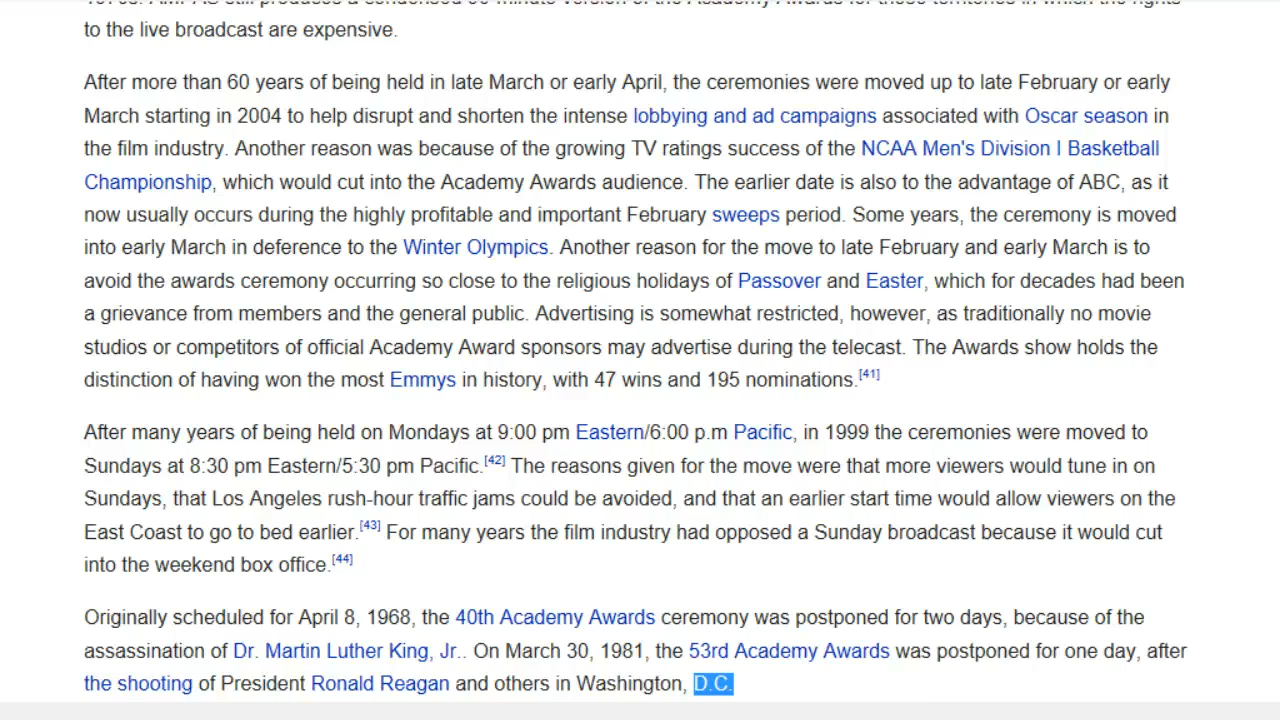 to the live broadcast are expensive.
After more than 60 years of being held in late March or early April, the ceremonies were moved up to late February or early
March starting in 2004 to help disrupt and shorten the intense lobbying and ad campaigns associated with Oscar season in
the film industry. Another reason was because of the growing TV ratings success of the NCAA Men's Division I Basketball
Championship, which would cut into the Academy Awards audience. The earlier date is also to the advantage of ABC, as it
now usually occurs during the highly profitable and important February sweeps period. Some years, the ceremony is moved
into early March in deference to the Winter Olympics. Another reason for the move to late February and early March is to
avoid the awards ceremony occurring so close to the religious holidays of Passover and Easter, which for decades had been
a grievance from members and the general public. Advertising is somewhat restricted, however, as traditionally no movie
studios or competitors of official Academy Award sponsors may advertise during the telecast. The Awards show holds the
distinction of having won the most Emmys in history, with 47 wins and 195 nominations.[41]
After many years of being held on Mondays at 9:00 pm Eastern/6:00 p.m Pacific, in 1999 the ceremonies were moved to
Sundays at 8:30 pm Eastern/5:30 pm Pacific.[42] The reasons given for the move were that more viewers would tune in on
Sundays, that Los Angeles rush-hour traffic jams could be avoided, and that an earlier start time would allow viewers on the
East Coast to go to bed earlier.[43] For many years the film industry had opposed a Sunday broadcast because it would cut
into the weekend box office.[44]
Originally scheduled for April 8, 1968, the 40th Academy Awards ceremony was postponed for two days, because of the
assassination of Dr. Martin Luther King, Jr.. On March 30, 1981, the 53rd Academy Awards was postponed for one day, after
the shooting of President Ronald Reagan and others in Washington, D.C.